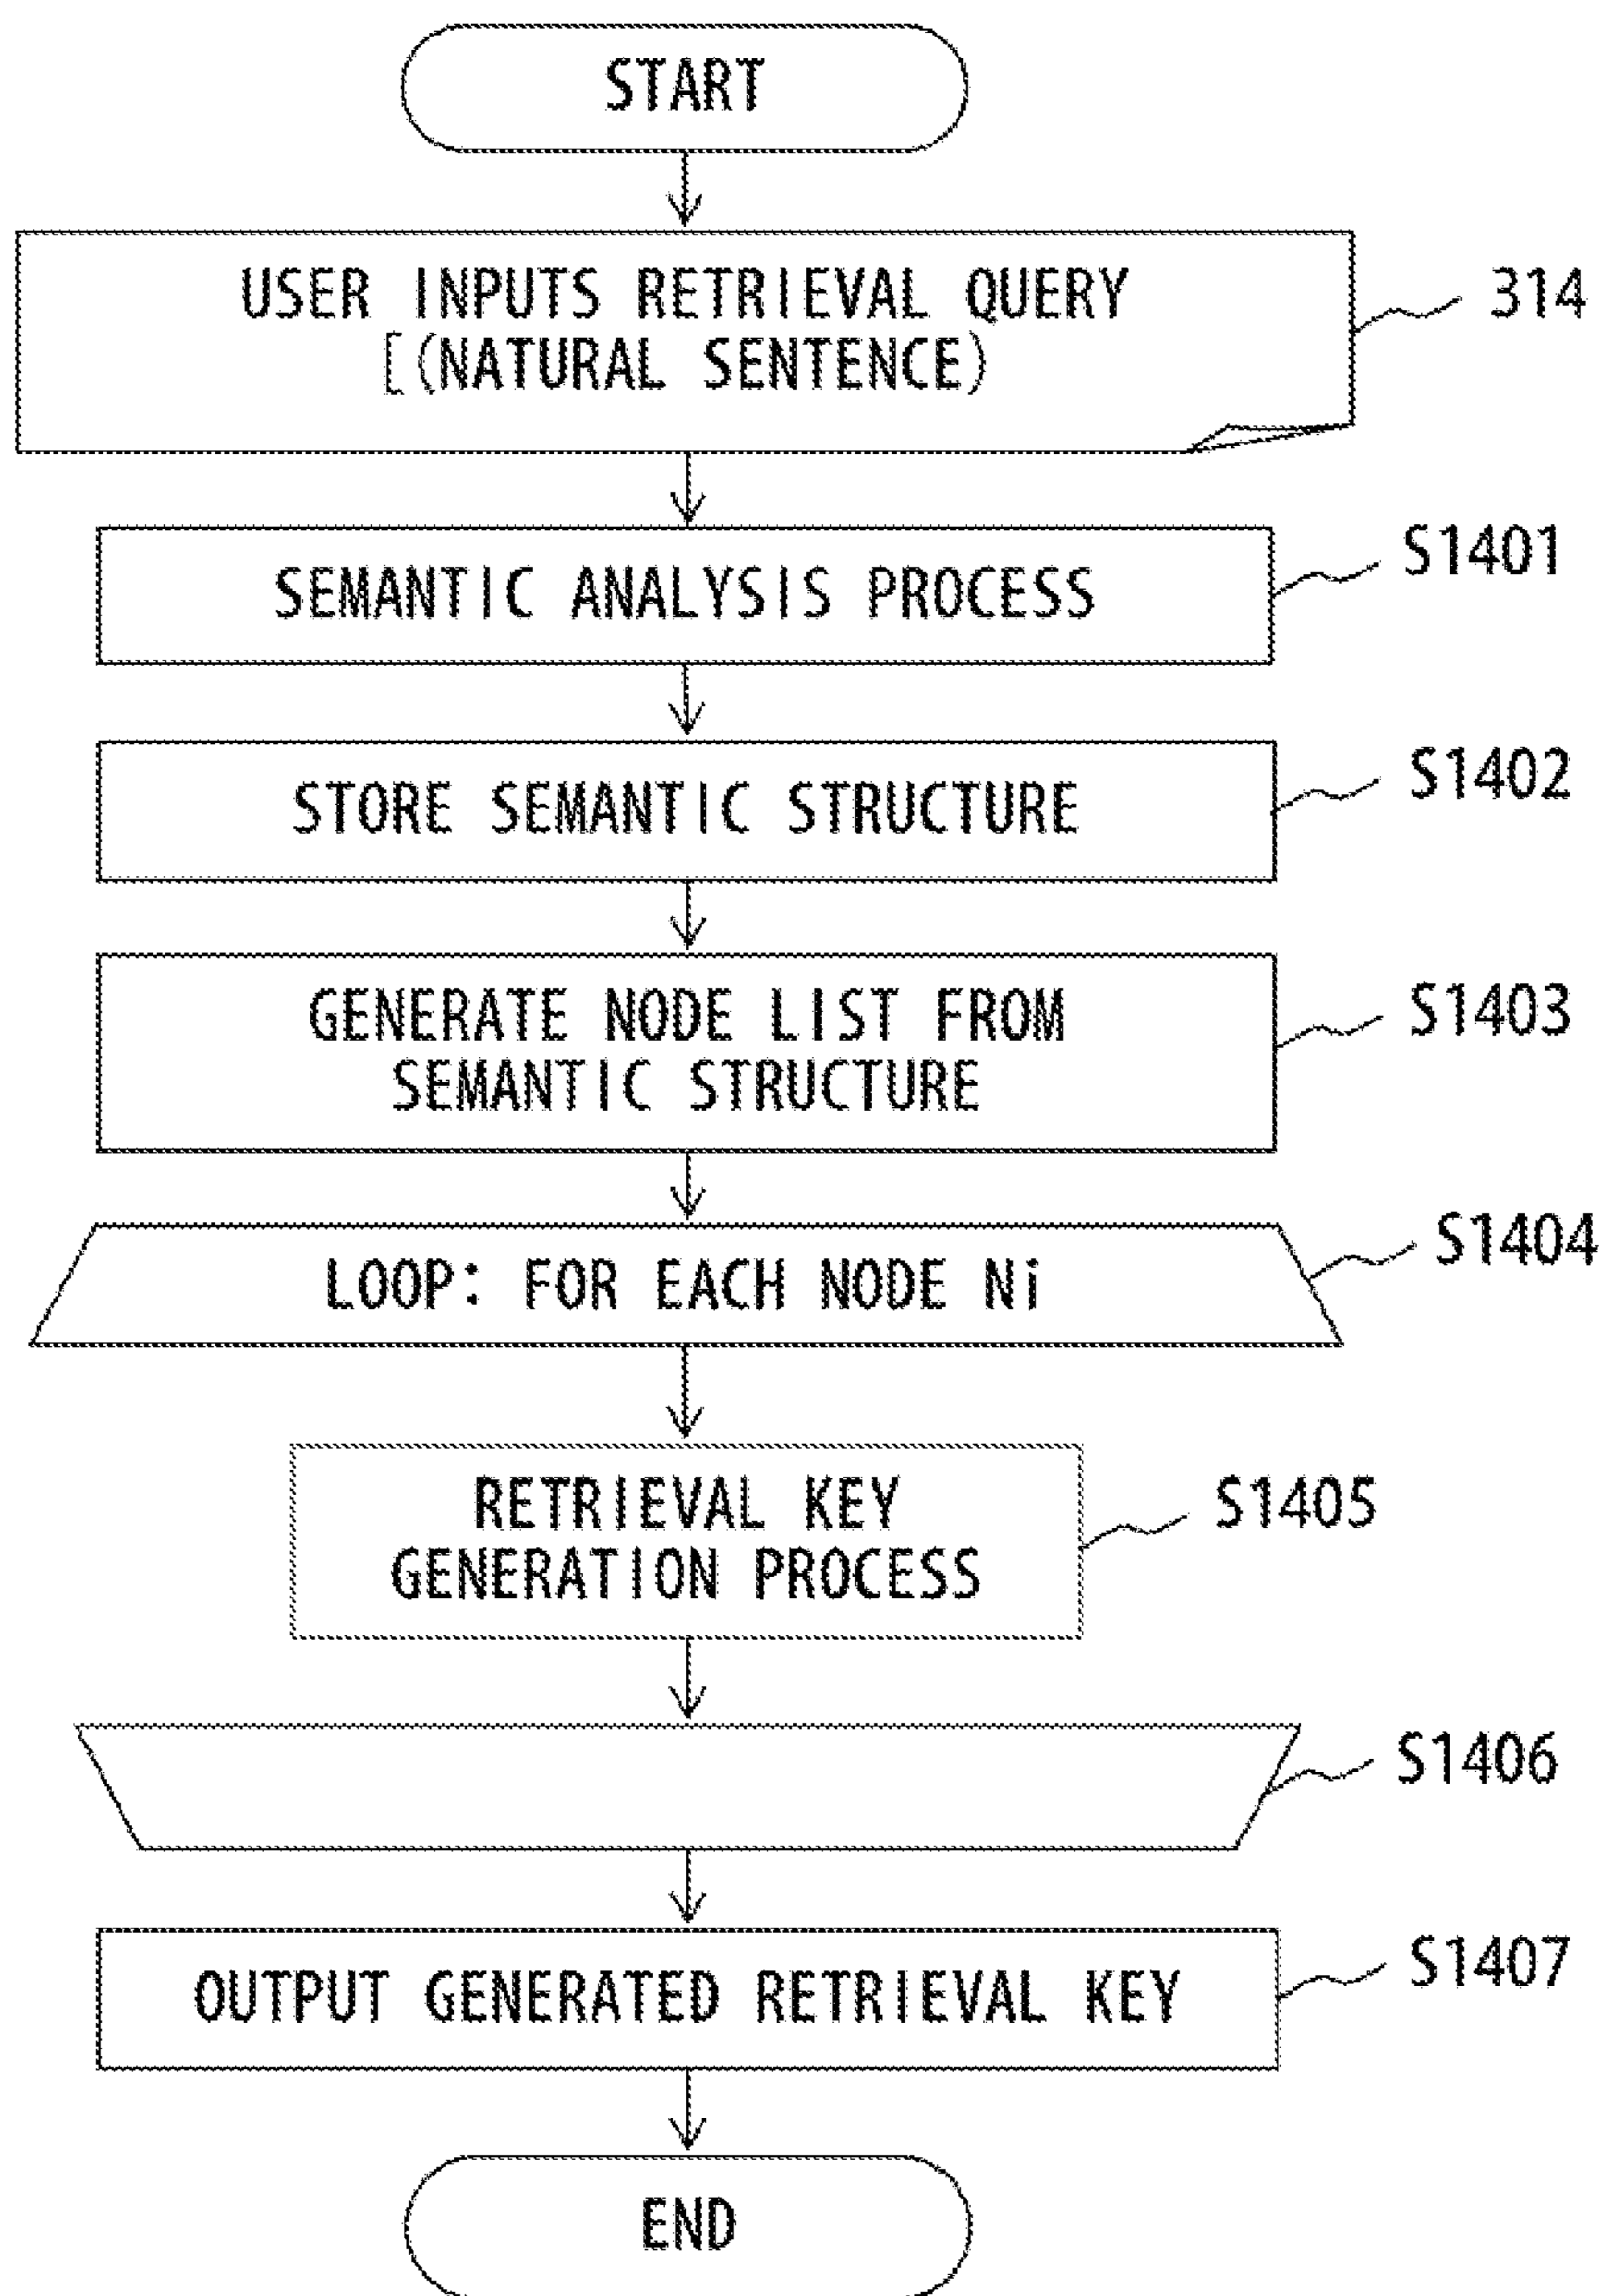 START
USER INPUTS RETRIEVAL QUERY
[(NATURAL SENTENCE)
314
SEMANTIC ANALYSIS PROCESS
S1401
STORE SEMANTIC STRUCTURE
S1402
GENERATE NODE LIST FROM
SEMANTIC STRUCTURE
S1403
LOOP: FOR EACH NODE Ni
S1404
RETRIEVAL KEY
GENERATION PROCESS
S1405
S1406
OUTPUT GENERATED RETRIEVAL KEY
S1407
END